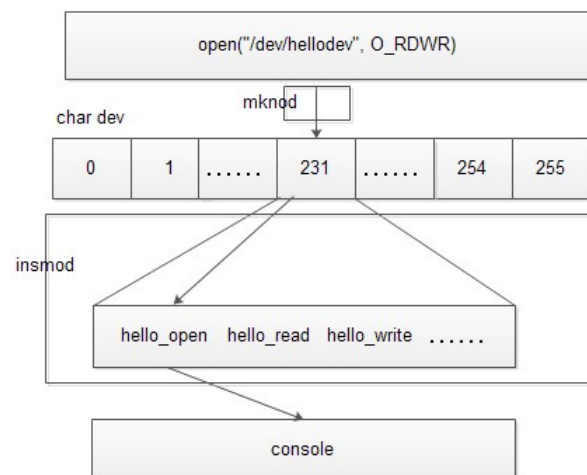 open("/dev/hellodev", O_RDWR)
mknod
char dev
0 1 ...... 231 ...... 254 255
insmod
hello_open hello_read hello_write ......
console